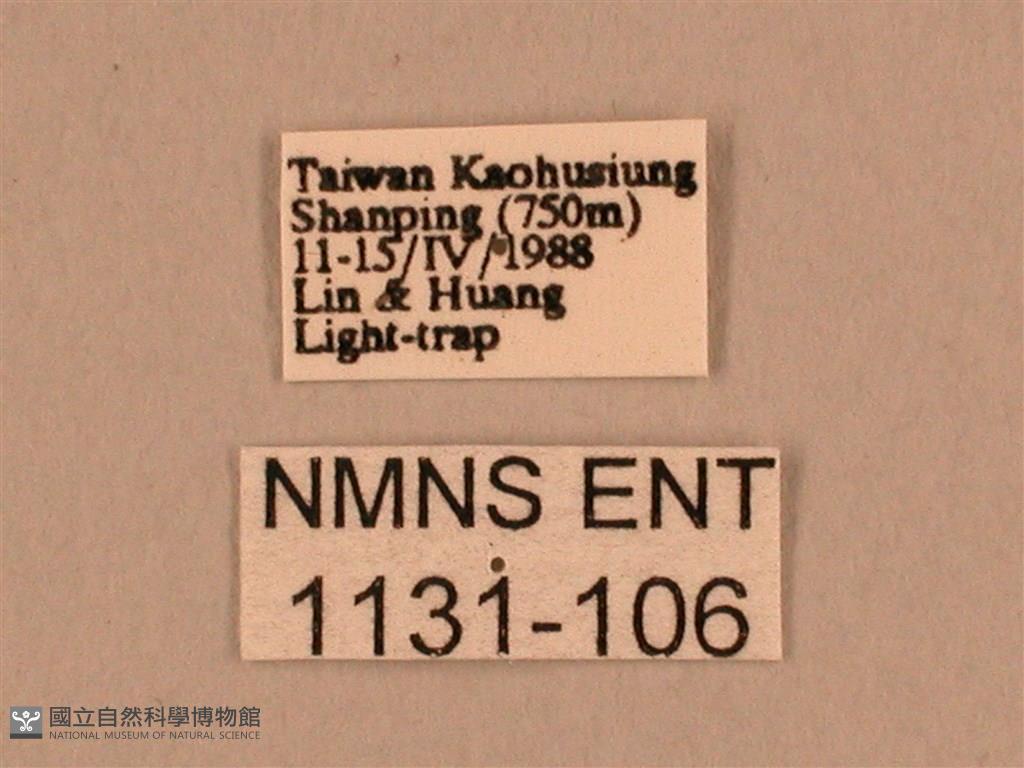 Taiwan Kaohusiung
Shanping (750m)
11-15/IV/1988
Lin & Huang
Light-trap
NMNS ENT
1131-106
國立自然科學博物館
NATIONAL MUSEUM OF NATURAL SCIENCE